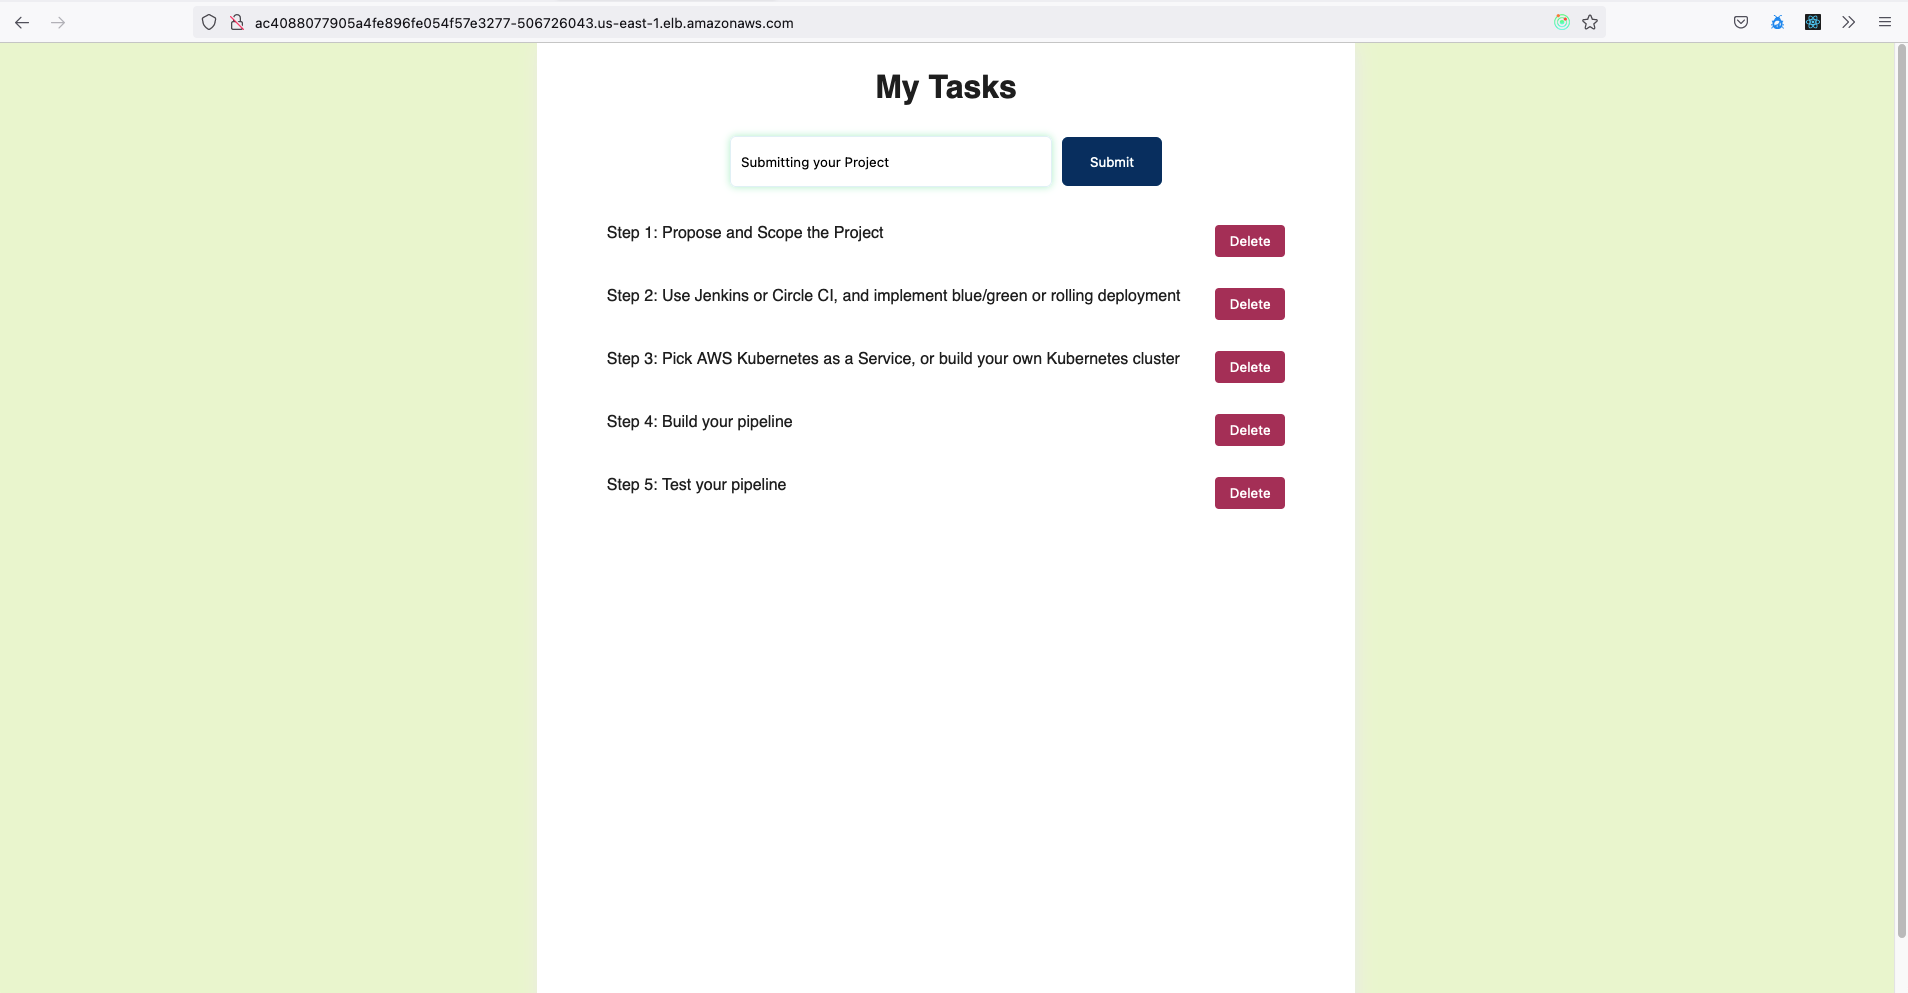 ac4088077905a4fe896fe054f57e3277-506726043.us-east-1.elb.amazonaws.com
My Tasks
Submitting your Project Submit
Step 1: Propose and Scope the Project Delete
Step 2: Use Jenkins or Circle CI, and implement blue/green or rolling deployment Delete
Step 3: Pick AWS Kubernetes as a Service, or build your own Kubernetes cluster Delete
Step 4: Build your pipeline Delete
Step 5: Test your pipeline Delete